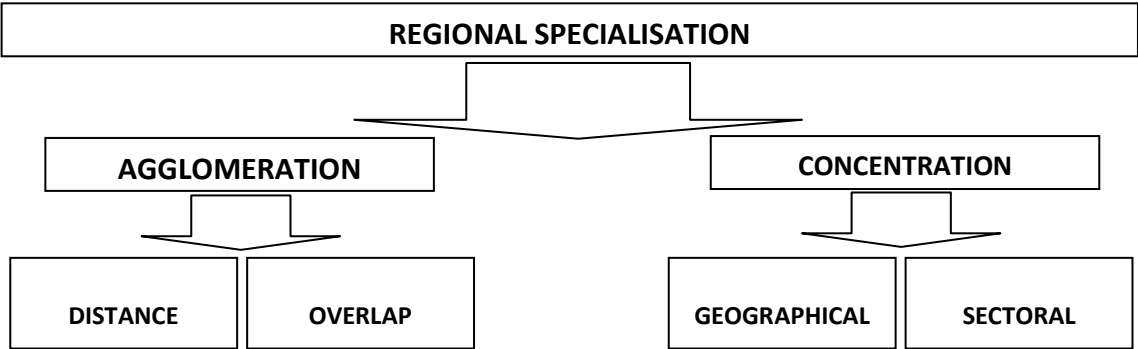 REGIONAL SPECIALISATION
AGGLOMERATION
CONCENTRATION
DISTANCE
OVERLAP
GEOGRAPHICAL
SECTORAL